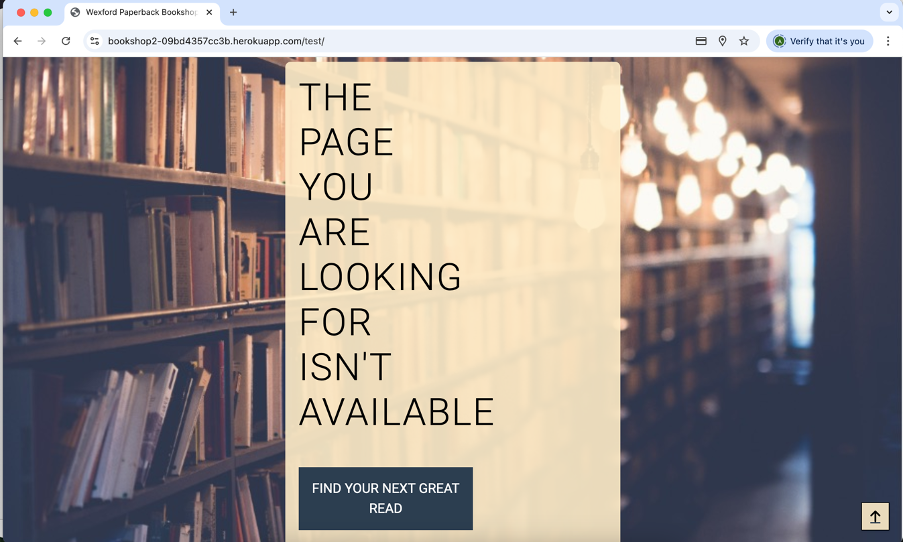 Wexford Paperback Bookshop
bookshop2-09bd4357cc3b.herokuapp.com/test/
Verify that it's you
THE
PAGE
YOU
ARE
LOOKING
FOR
ISN'T
AVAILABLE
FIND YOUR NEXT GREAT
READ